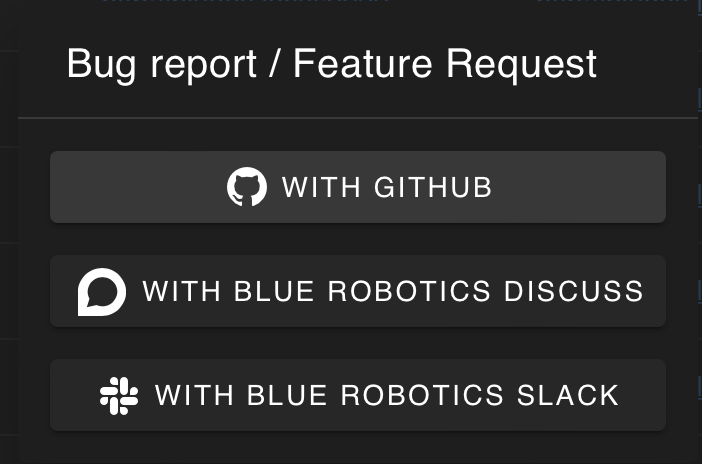 Bug report / Feature Request
WITH GITHUB
WITH BLUE ROBOTICS DISCUSS
WITH BLUE ROBOTICS SLACK